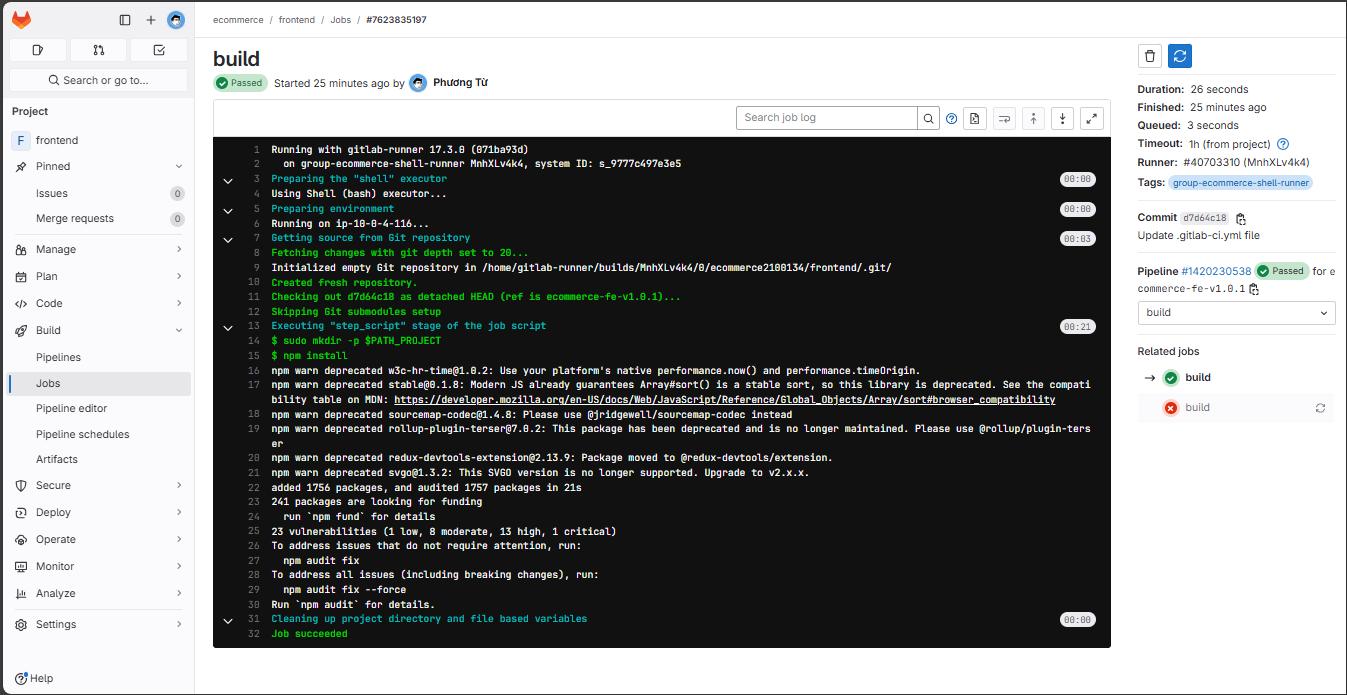 ecommerce / frontend / Jobs / #7623835197
Search or go to...
Project
F frontend
Pinned
Issues 0
Merge requests 0
Manage
Plan
Code
Build
Pipelines
Jobs
Pipeline editor
Pipeline schedules
Artifacts
Secure
Deploy
Operate
Monitor
Analyze
Settings
Help
build
Passed Started 25 minutes ago by Phương Từ
Search job log
1 Running with gitlab-runner 17.3.0 (071ba93d)
2 on group-ecommerce-shell-runner MnhXLv4k4, system ID: s_9777c497e3e5
3 Preparing the "shell" executor 00:00
4 Using Shell (bash) executor...
5 Preparing environment 00:00
6 Running on ip-10-0-4-116...
7 Getting source from Git repository 00:03
8 Fetching changes with git depth set to 20...
9 Initialized empty Git repository in /home/gitlab-runner/builds/MnhXLv4k4/0/ecommerce2100134/frontend/.git/
10 Created fresh repository.
11 Checking out d7d64c18 as detached HEAD (ref is ecommerce-fe-v1.0.1)...
12 Skipping Git submodules setup
13 Executing "step_script" stage of the job script 00:21
14 $ sudo mkdir -p $PATH_PROJECT
15 $ npm install
16 npm warn deprecated w3c-hr-time@1.0.2: Use your platform's native performance.now() and performance.timeOrigin.
17 npm warn deprecated stable@0.1.8: Modern JS already guarantees Array#sort() is a stable sort, so this library is deprecated. See the compati
bility table on MDN: https://developer.mozilla.org/en-US/docs/Web/JavaScript/Reference/Global_Objects/Array/sort#browser_compatibility
18 npm warn deprecated sourcemap-codec@1.4.8: Please use @jridgewell/sourcemap-codec instead
19 npm warn deprecated rollup-plugin-terser@7.0.2: This package has been deprecated and is no longer maintained. Please use @rollup/plugin-ters
er
20 npm warn deprecated redux-devtools-extension@2.13.9: Package moved to @redux-devtools/extension.
21 npm warn deprecated svgo@1.3.2: This SVGO version is no longer supported. Upgrade to v2.x.x.
22 added 1756 packages, and audited 1757 packages in 21s
23 241 packages are looking for funding
24 run `npm fund` for details
25 23 vulnerabilities (1 low, 8 moderate, 13 high, 1 critical)
26 To address issues that do not require attention, run:
27 npm audit fix
28 To address all issues (including breaking changes), run:
29 npm audit fix --force
30 Run `npm audit` for details.
31 Cleaning up project directory and file based variables 00:00
32 Job succeeded
Duration: 26 seconds
Finished: 25 minutes ago
Queued: 3 seconds
Timeout: 1h (from project)
Runner: #40703310 (MnhXLv4k4)
Tags: group-ecommerce-shell-runner
Commit d7d64c18
Update .gitlab-ci.yml file
Pipeline #1420230538 Passed for e
commerce-fe-v1.0.1
build
Related jobs
build
build